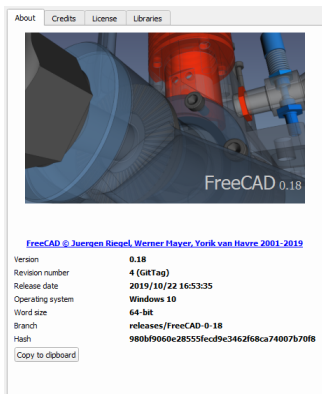 About Credits License Libraries
FreeCAD 0.18
FreeCAD © Juergen Riegel, Werner Mayer, Yorik van Havre 2001-2019
Version 0.18
Revision number 4 (GitTag)
Release date 2019/10/22 16:53:35
Operating system Windows 10
Word size 64-bit
Branch releases/FreeCAD-0-18
Hash 980bf9060e28555fecd9e3462f68ca74007b70f8
Copy to clipboard